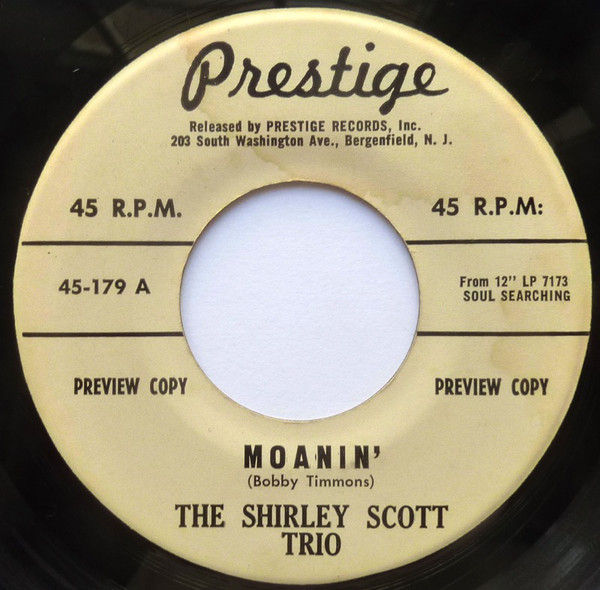 Prestige
Released by PRESTIGE RECORDS, Inc.
203 South Washington Ave., Bergenfield, N. J.
45 R.P.M.
45 R.P.M:
45-179 A
From 12" LP 7173
SOUL SEARCHING
PREVIEW COPY
PREVIEW COPY
MOANIN'
(Bobby Timmons)
THE SHIRLEY SCOTT
TRIO